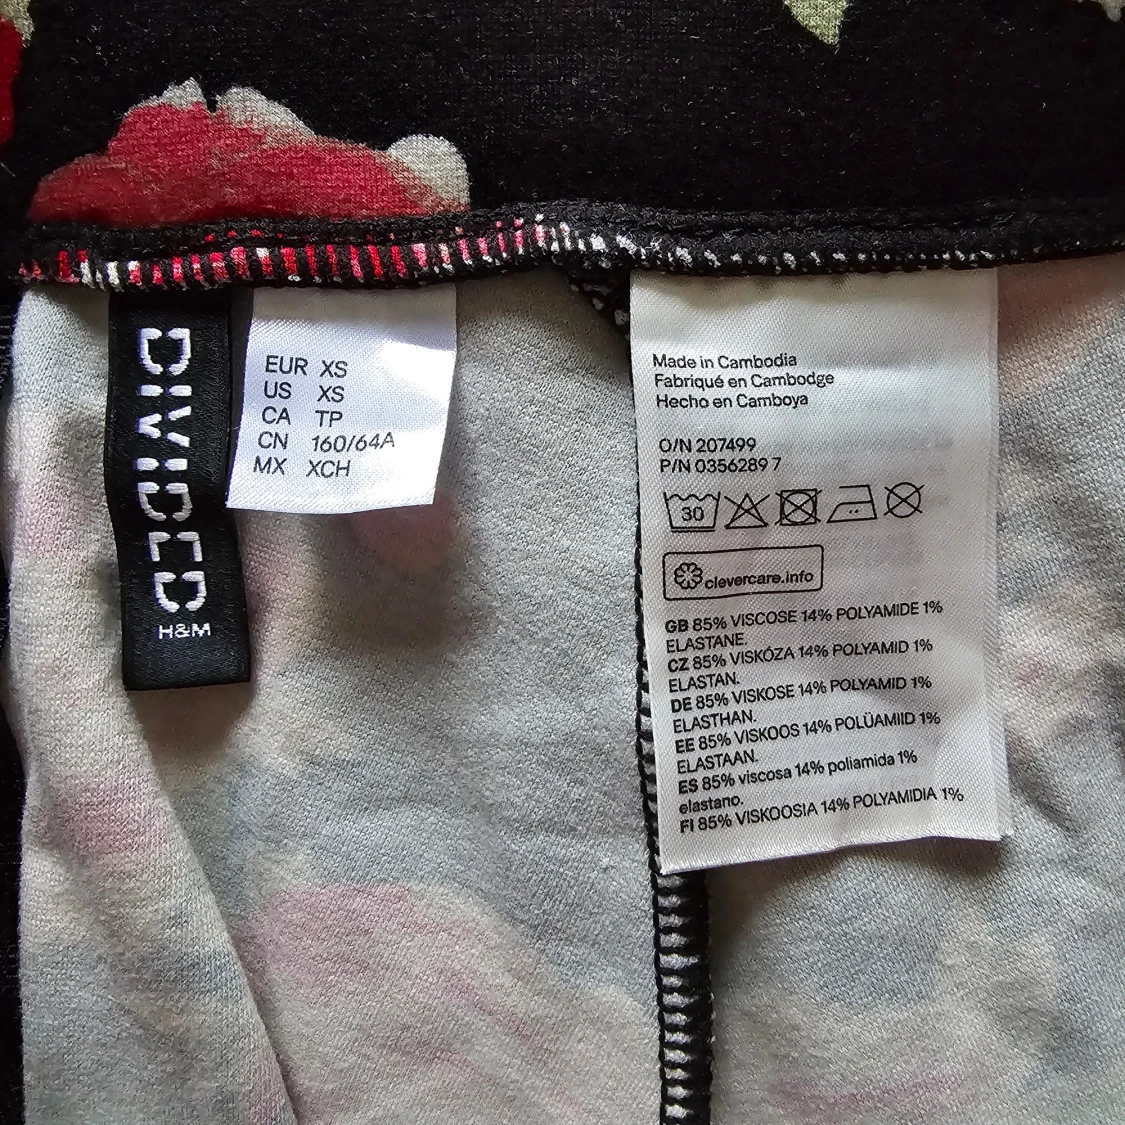 DIVIDED
H&M
EUR XS
US XS
CA TP
CN 160/64A
MX XCH
Made in Cambodia
Fabriqué en Cambodge
Hecho en Camboya
O/N 207499
P/N 0356289 7
30
clevercare.info
GB 85% VISCOSE 14% POLYAMIDE 1%
ELASTANE.
CZ 85% VISKÓZA 14% POLYAMID 1%
ELASTAN.
DE 85% VISKOSE 14% POLYAMID 1%
ELASTHAN.
EE 85% VISKOOS 14% POLÜAMIID 1%
ELASTAAN.
ES 85% viscosa 14% poliamida 1%
elastano.
FI 85% VISKOOSIA 14% POLYAMIDIA 1%